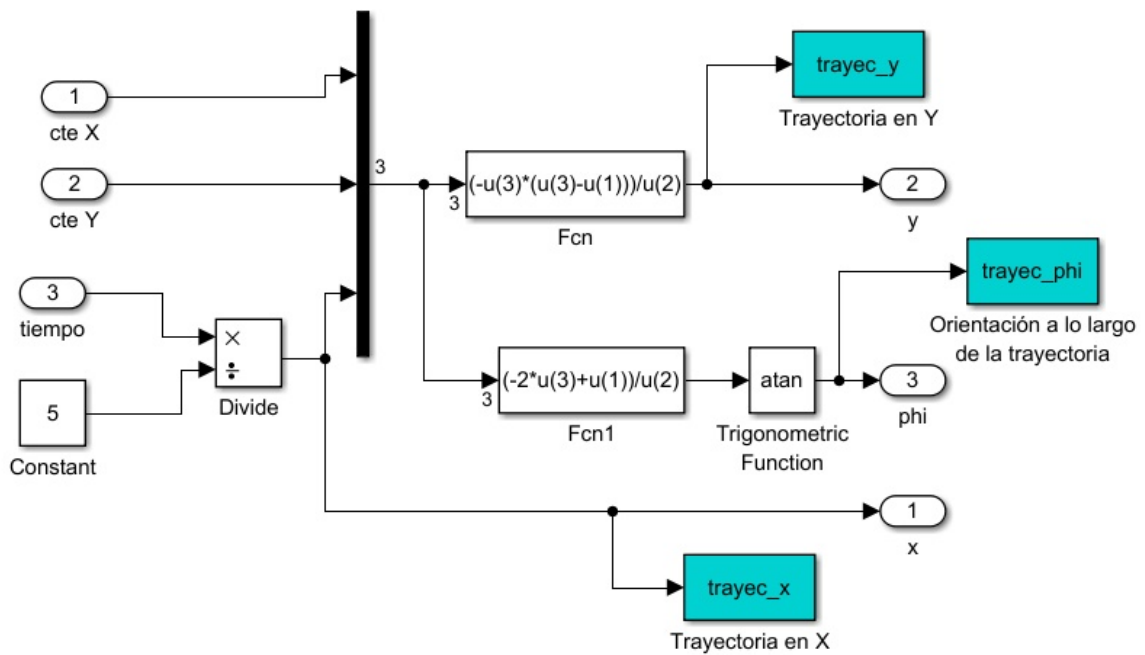 trayec_y
Trayectoria en Y
1
cte X
2
cte Y
3
3
(-u(3)*(u(3)-u(1)))/u(2)
Fcn
2
y
3
tiempo
×
÷
Divide
5
Constant
3
(-2*u(3)+u(1))/u(2)
Fcn1
atan
Trigonometric
Function
trayec_phi
Orientación a lo largo
de la trayectoria
3
phi
1
x
trayec_x
Trayectoria en X